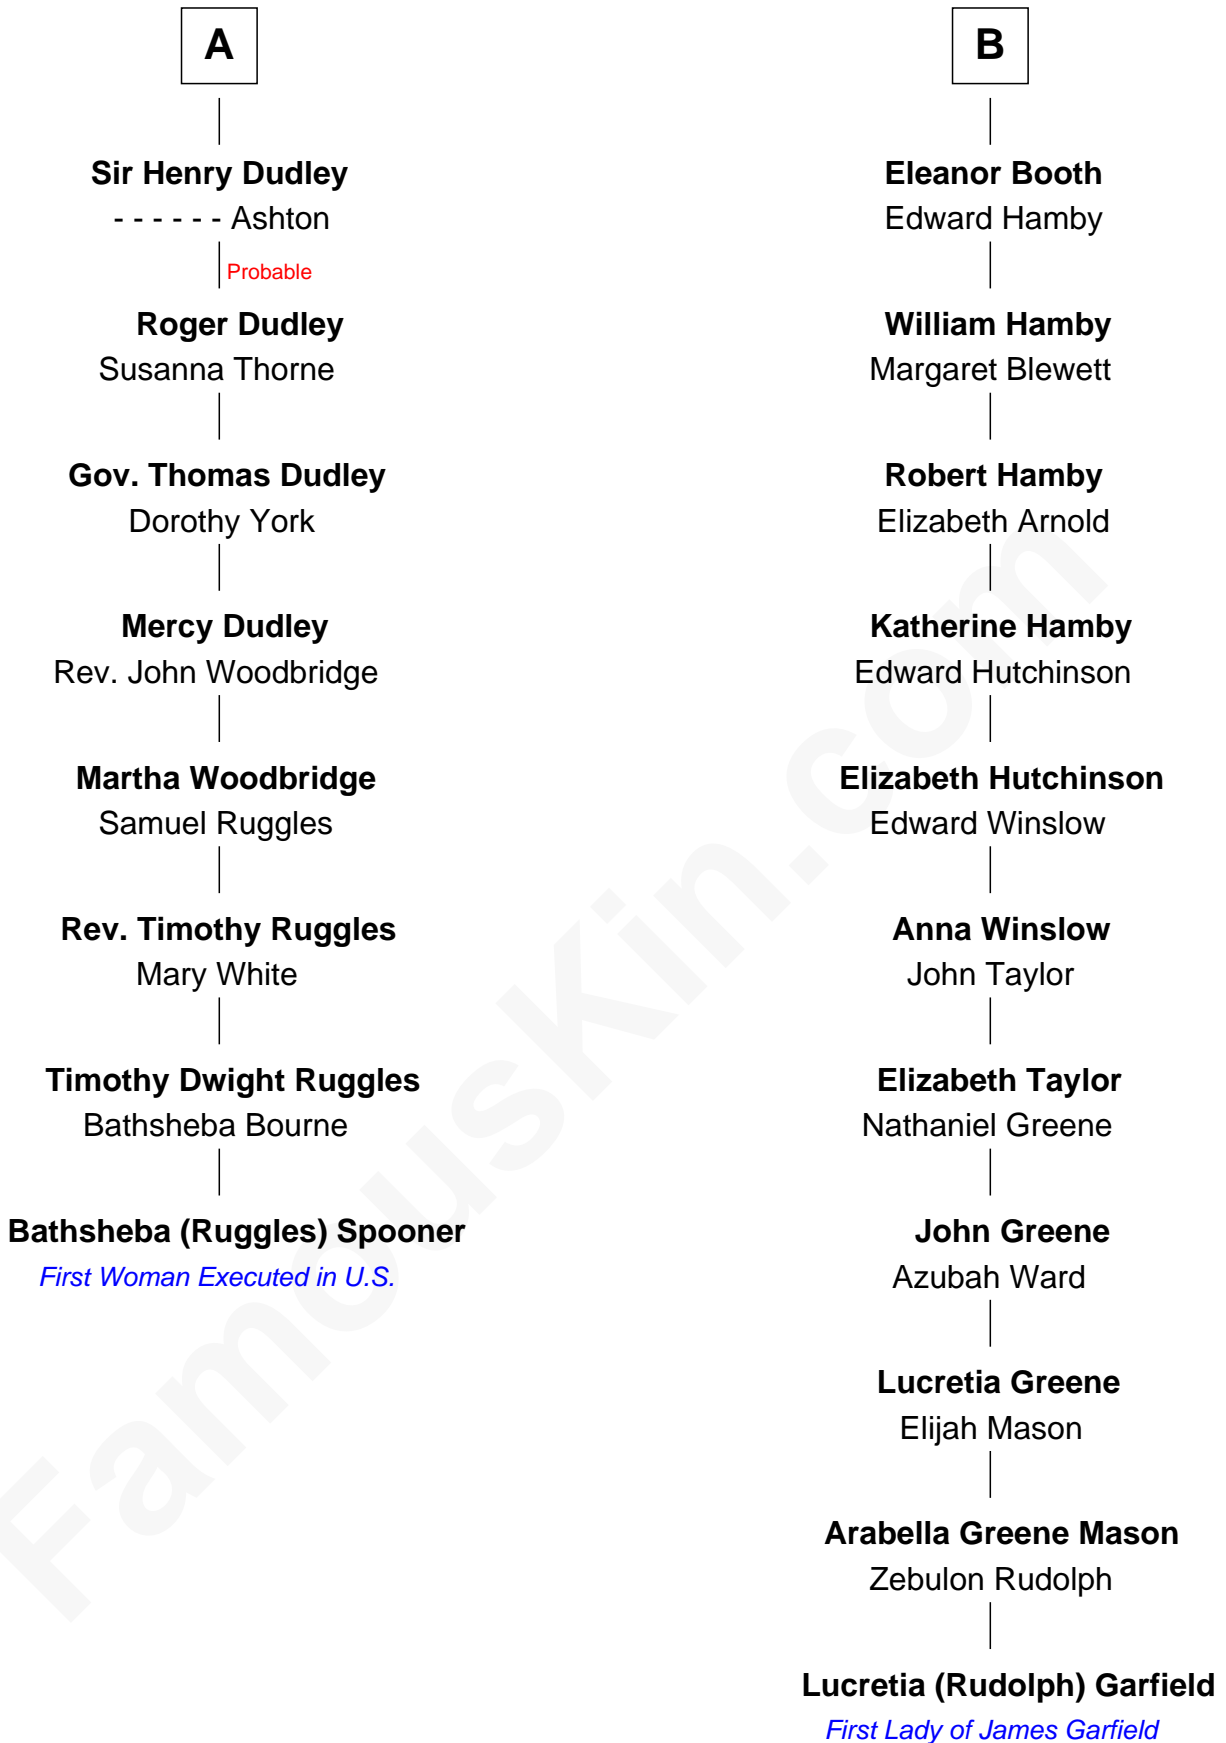 A
Sir Henry Dudley
- - - - - - Ashton
Probable
Roger Dudley
Susanna Thorne
Gov. Thomas Dudley
Dorothy York
Mercy Dudley
Rev. John Woodbridge
Martha Woodbridge
Samuel Ruggles
Rev. Timothy Ruggles
Mary White
Timothy Dwight Ruggles
Bathsheba Bourne
Bathsheba (Ruggles) Spooner
First Woman Executed in U.S.
B
Eleanor Booth
Edward Hamby
William Hamby
Margaret Blewett
Robert Hamby
Elizabeth Arnold
Katherine Hamby
Edward Hutchinson
Elizabeth Hutchinson
Edward Winslow
Anna Winslow
John Taylor
Elizabeth Taylor
Nathaniel Greene
John Greene
Azubah Ward
Lucretia Greene
Elijah Mason
Arabella Greene Mason
Zebulon Rudolph
Lucretia (Rudolph) Garfield
First Lady of James Garfield
FamousKin.com